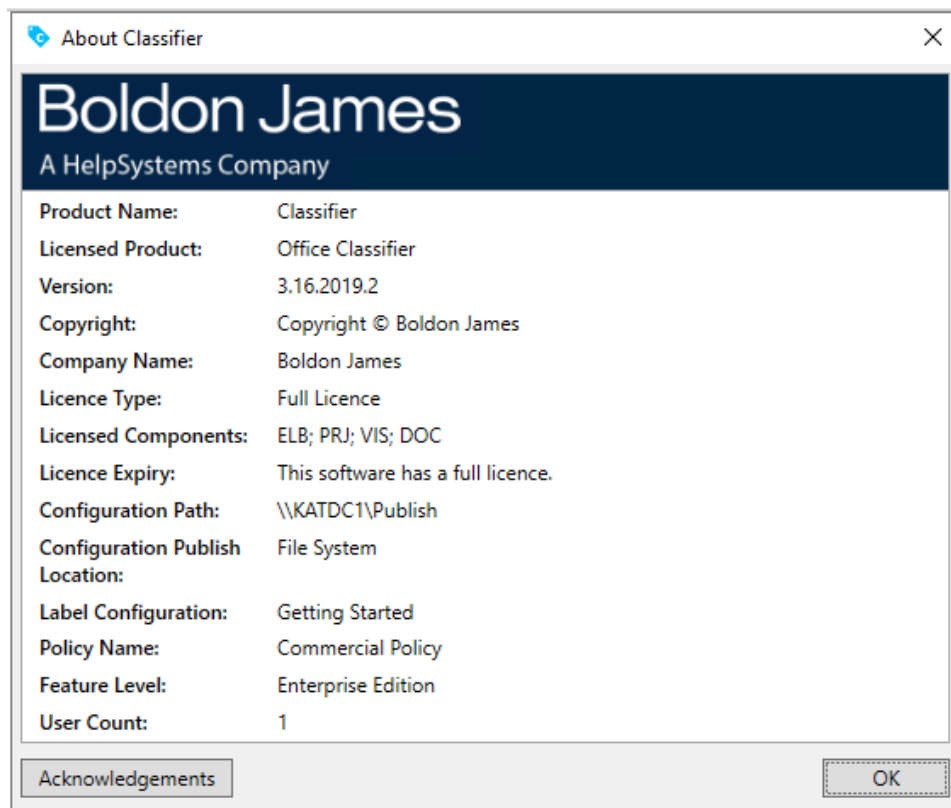 About Classifier
Boldon James
A HelpSystems Company
Product Name: Classifier
Licensed Product: Office Classifier
Version: 3.16.2019.2
Copyright: Copyright © Boldon James
Company Name: Boldon James
Licence Type: Full Licence
Licensed Components: ELB; PRJ; VIS; DOC
Licence Expiry: This software has a full licence.
Configuration Path: \\KATDC1\Publish
Configuration Publish File System
Location:
Label Configuration: Getting Started
Policy Name: Commercial Policy
Feature Level: Enterprise Edition
User Count: 1
Acknowledgements OK